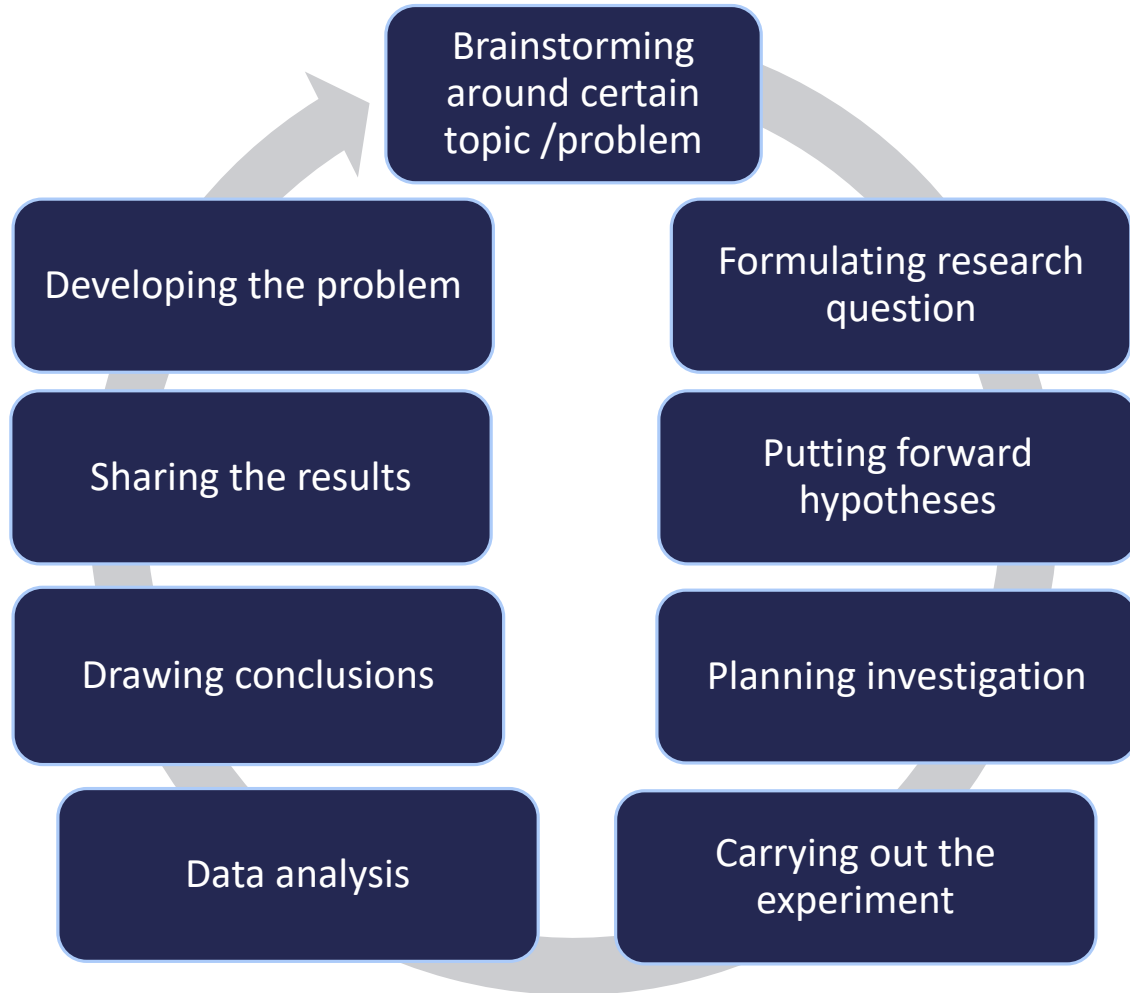 Brainstorming
around certain
topic /problem
Formulating research
question
Putting forward
hypotheses
Planning investigation
Carrying out the
experiment
Data analysis
Drawing conclusions
Sharing the results
Developing the problem